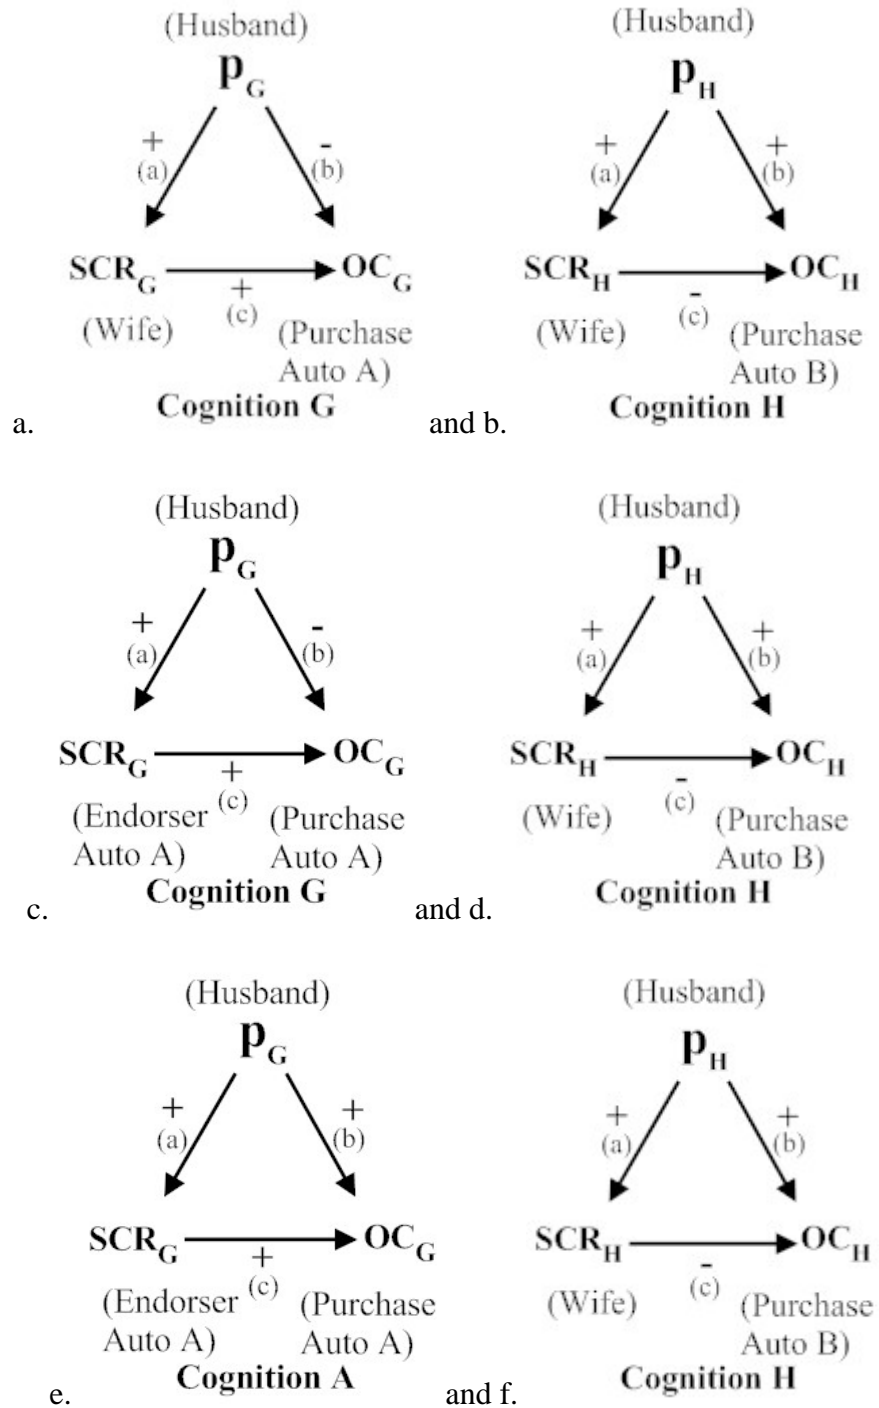 (Husband)
p_G
+
(a)
-
(b)
SCR_G
+
(c)
OC_G
(Wife)
(Purchase
Auto A)
Cognition G
a.
(Husband)
p_H
+
(a)
+
(b)
SCR_H
-
(c)
OC_H
(Wife)
(Purchase
Auto B)
Cognition H
and b.
(Husband)
p_G
+
(a)
-
(b)
SCR_G
+
(c)
OC_G
(Endorser
Auto A)
(Purchase
Auto A)
Cognition G
c.
(Husband)
p_H
+
(a)
+
(b)
SCR_H
-
(c)
OC_H
(Wife)
(Purchase
Auto B)
Cognition H
and d.
(Husband)
p_G
+
(a)
+
(b)
SCR_G
+
(c)
OC_G
(Endorser
Auto A)
(Purchase
Auto A)
Cognition A
e.
(Husband)
p_H
+
(a)
+
(b)
SCR_H
-
(c)
OC_H
(Wife)
(Purchase
Auto B)
Cognition H
and f.